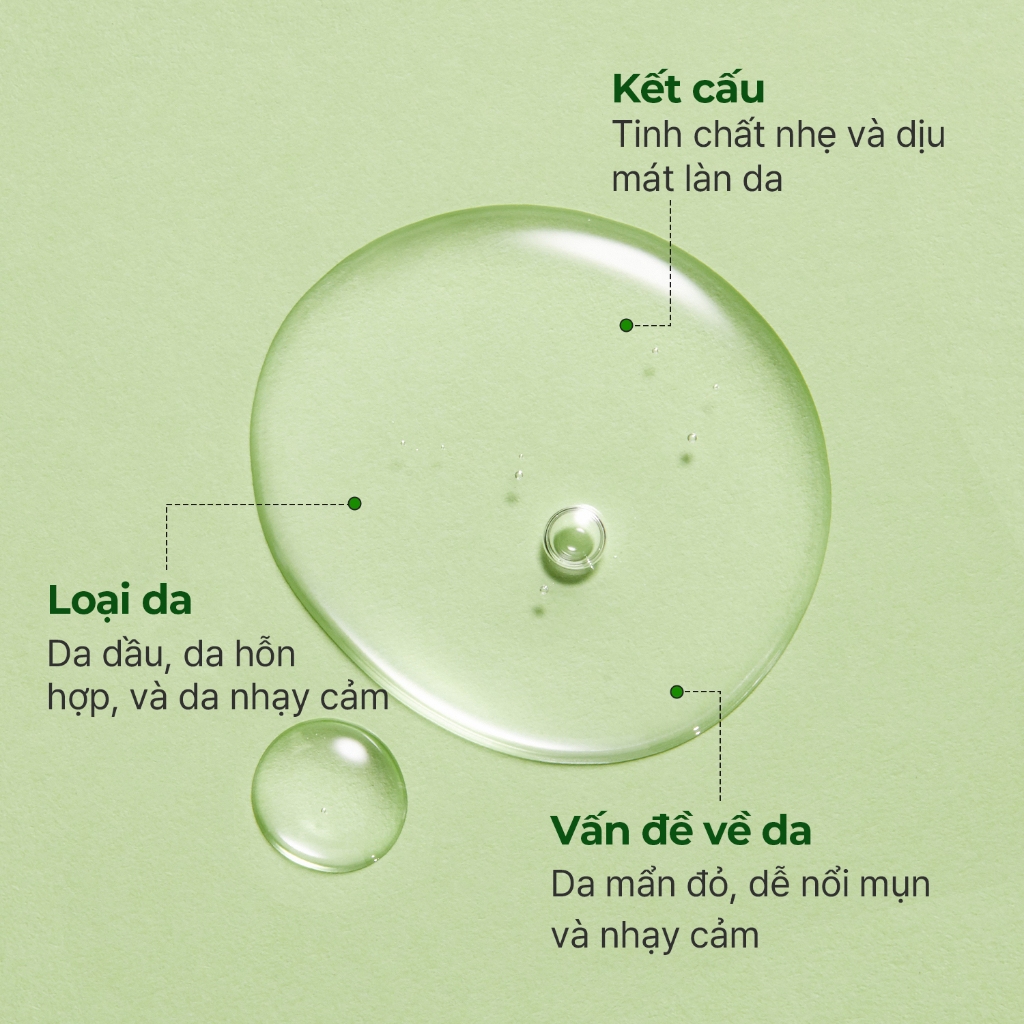 Kết cấu
Tinh chất nhẹ và dịu
mát làn da
Loại da
Da dầu, da hỗn
hợp, và da nhạy cảm
Vấn đề về da
Da mẩn đỏ, dễ nổi mụn
và nhạy cảm